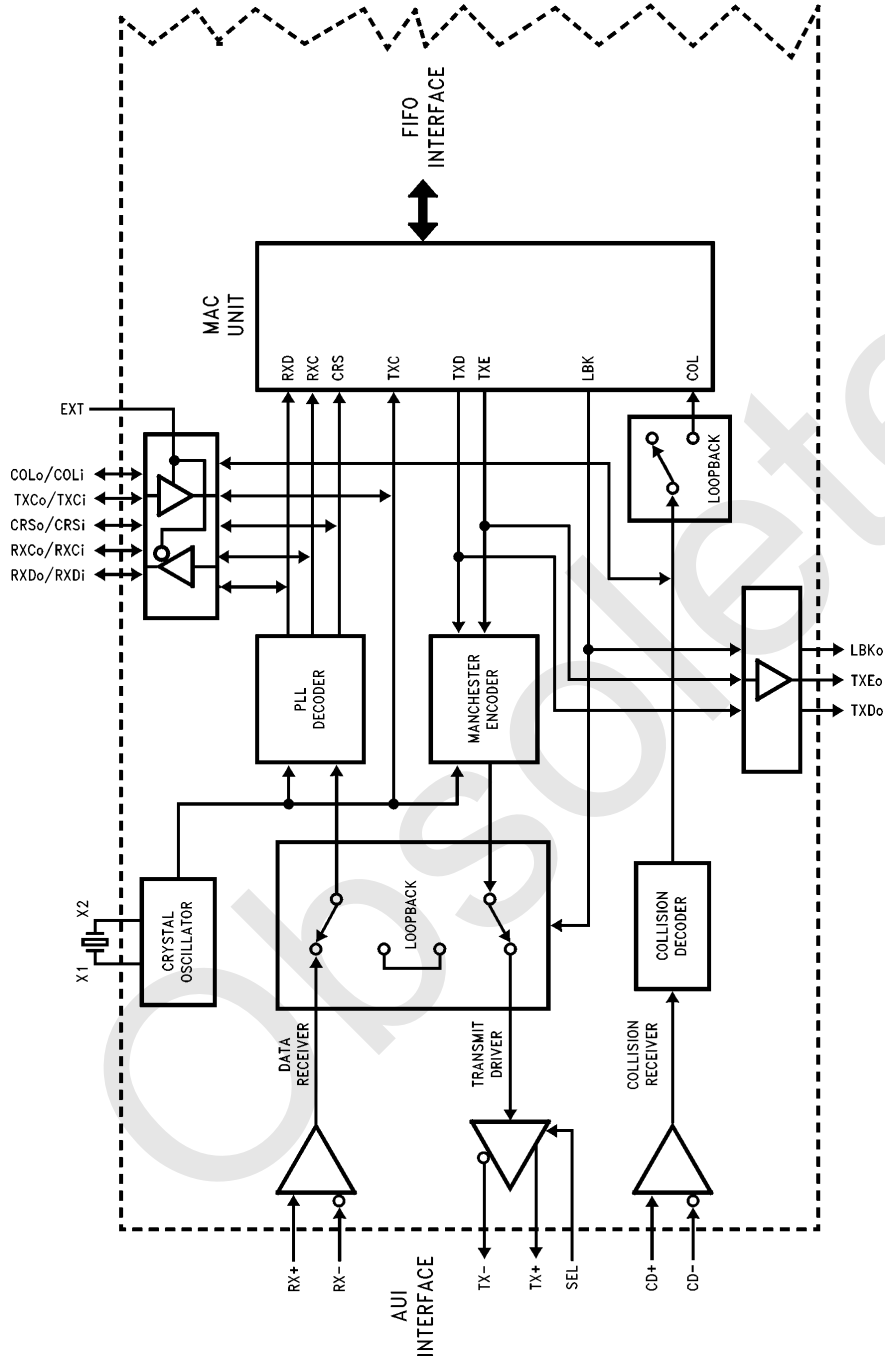 FIFO
INTERFACE
MAC
UNIT
RXD
RXC
CRS
TXC
TXD
TXE
LBK
COL
EXT
COLo/COLi
TXCo/TXCi
CRSo/CRSi
RXCo/RXCi
RXDo/RXDi
LOOPBACK
PLL
DECODER
MANCHESTER
ENCODER
LBKo
TXEo
TXDo
X1
X2
CRYSTAL
OSCILLATOR
LOOPBACK
COLLISION
DECODER
DATA
RECEIVER
TRANSMIT
DRIVER
COLLISION
RECEIVER
RX+
RX-
TX-
TX+
SEL
CD+
CD-
AUI
INTERFACE
Obsolete